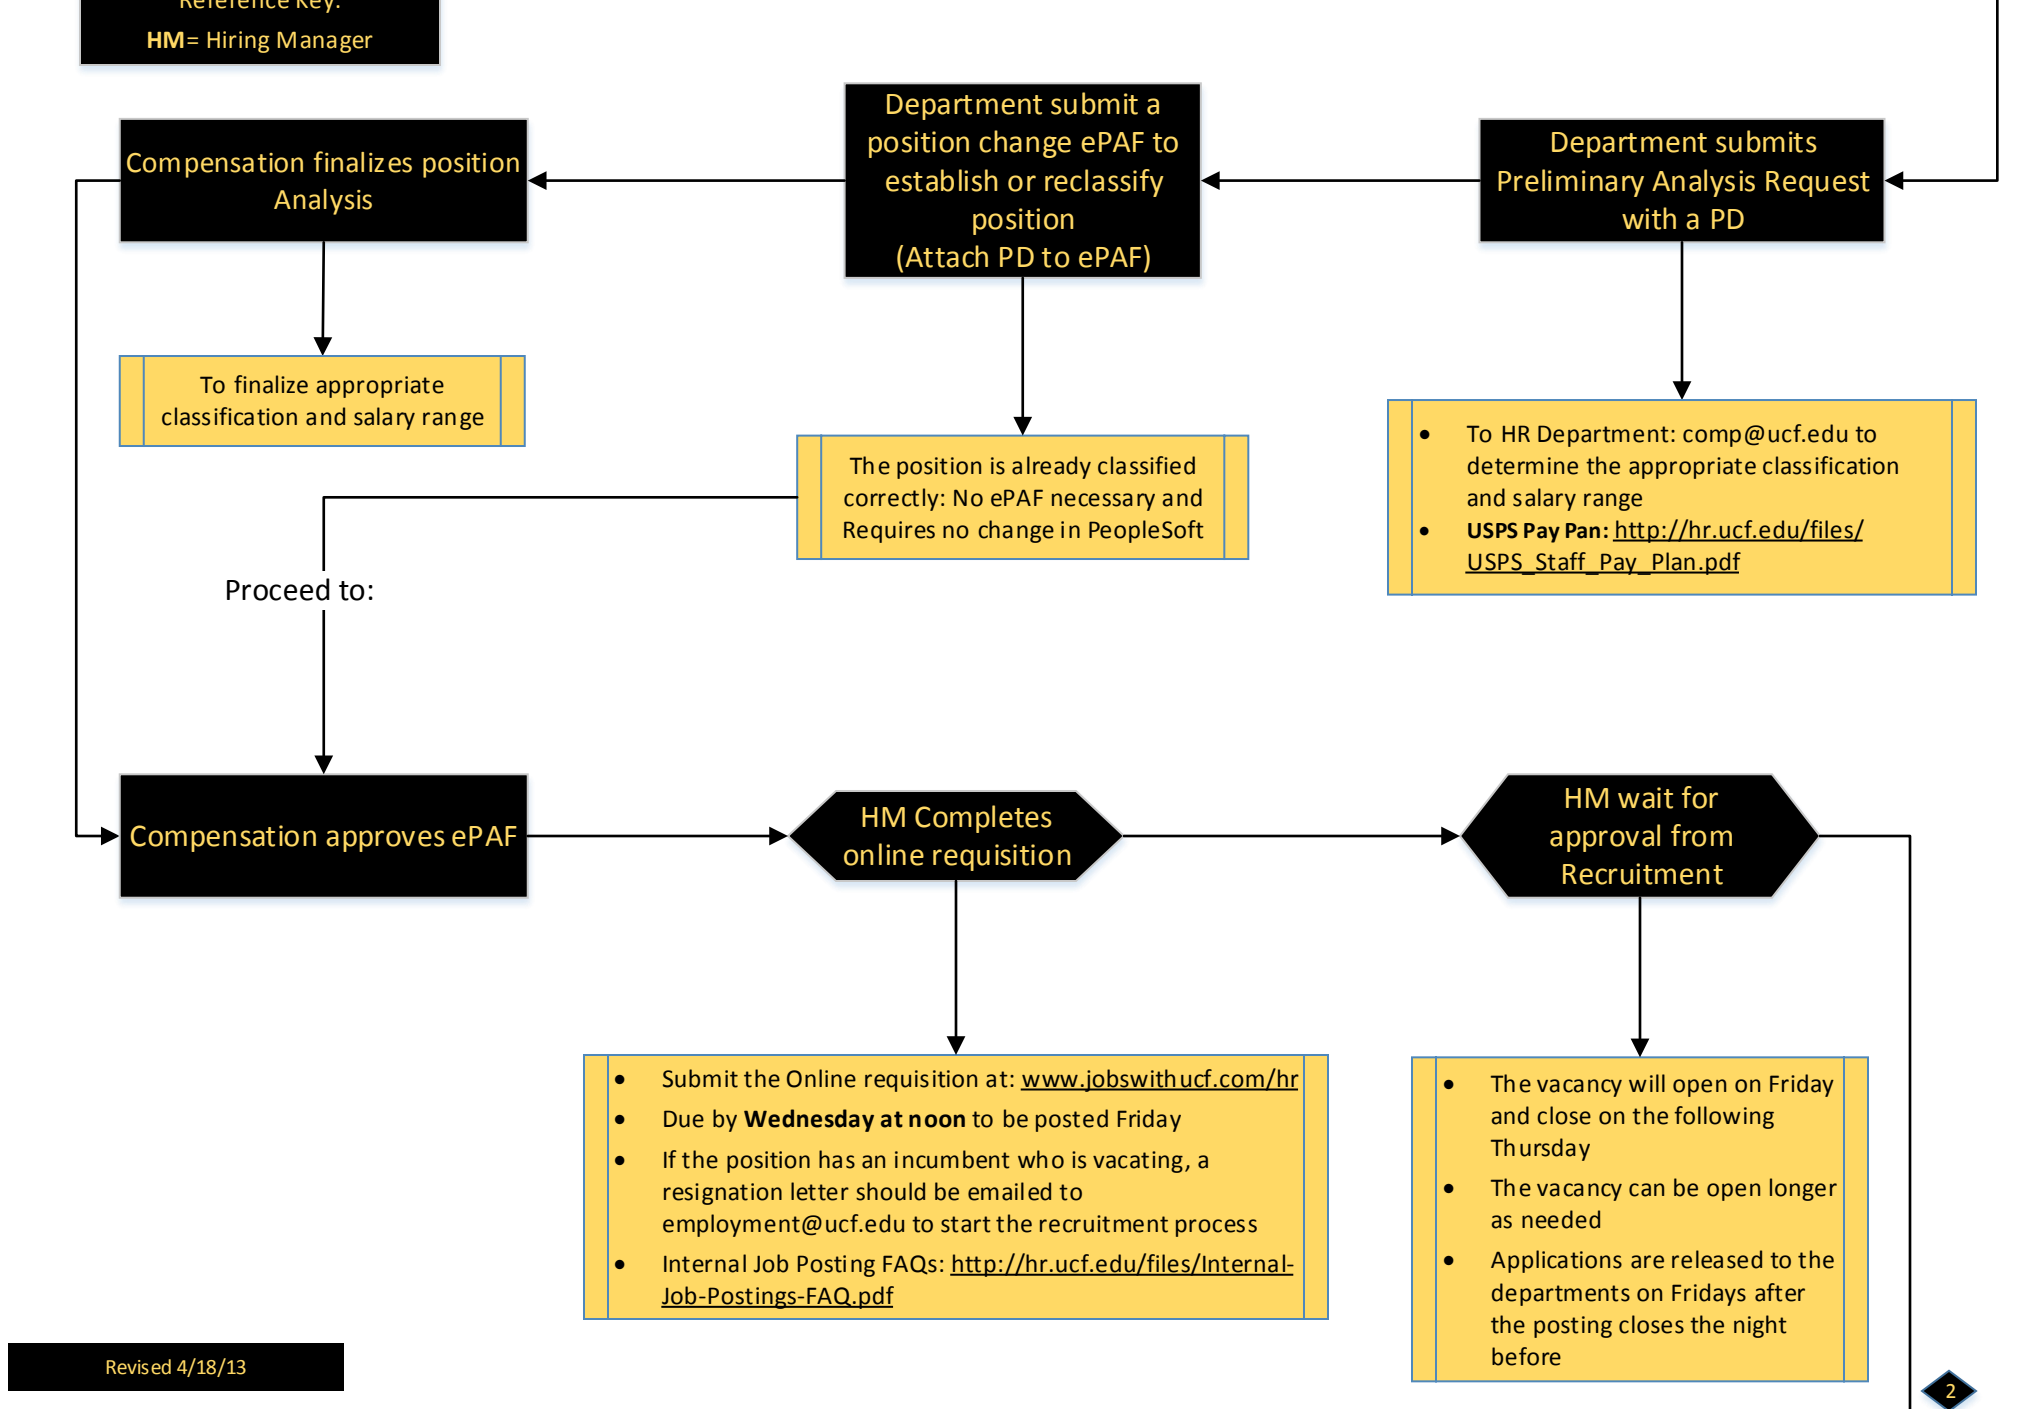 Reference Key:
HM= Hiring Manager
Compensation finalizes position
Analysis
Department submit a
position change ePAF to
establish or reclassify
position
(Attach PD to ePAF)
Department submits
Preliminary Analysis Request
with a PD
To finalize appropriate
classification and salary range
The position is already classified
correctly: No ePAF necessary and
Requires no change in PeopleSoft
• To HR Department: comp@ucf.edu to
determine the appropriate classification
and salary range
• USPS Pay Pan: http://hr.ucf.edu/files/
USPS_Staff_Pay_Plan.pdf
Proceed to:
Compensation approves ePAF
HM Completes
online requisition
HM wait for
approval from
Recruitment
• Submit the Online requisition at: www.jobswithucf.com/hr
• Due by Wednesday at noon to be posted Friday
• If the position has an incumbent who is vacating, a
resignation letter should be emailed to
employment@ucf.edu to start the recruitment process
• Internal Job Posting FAQs: http://hr.ucf.edu/files/Internal-
Job-Postings-FAQ.pdf
• The vacancy will open on Friday
and close on the following
Thursday
• The vacancy can be open longer
as needed
• Applications are released to the
departments on Fridays after
the posting closes the night
before
Revised 4/18/13
2